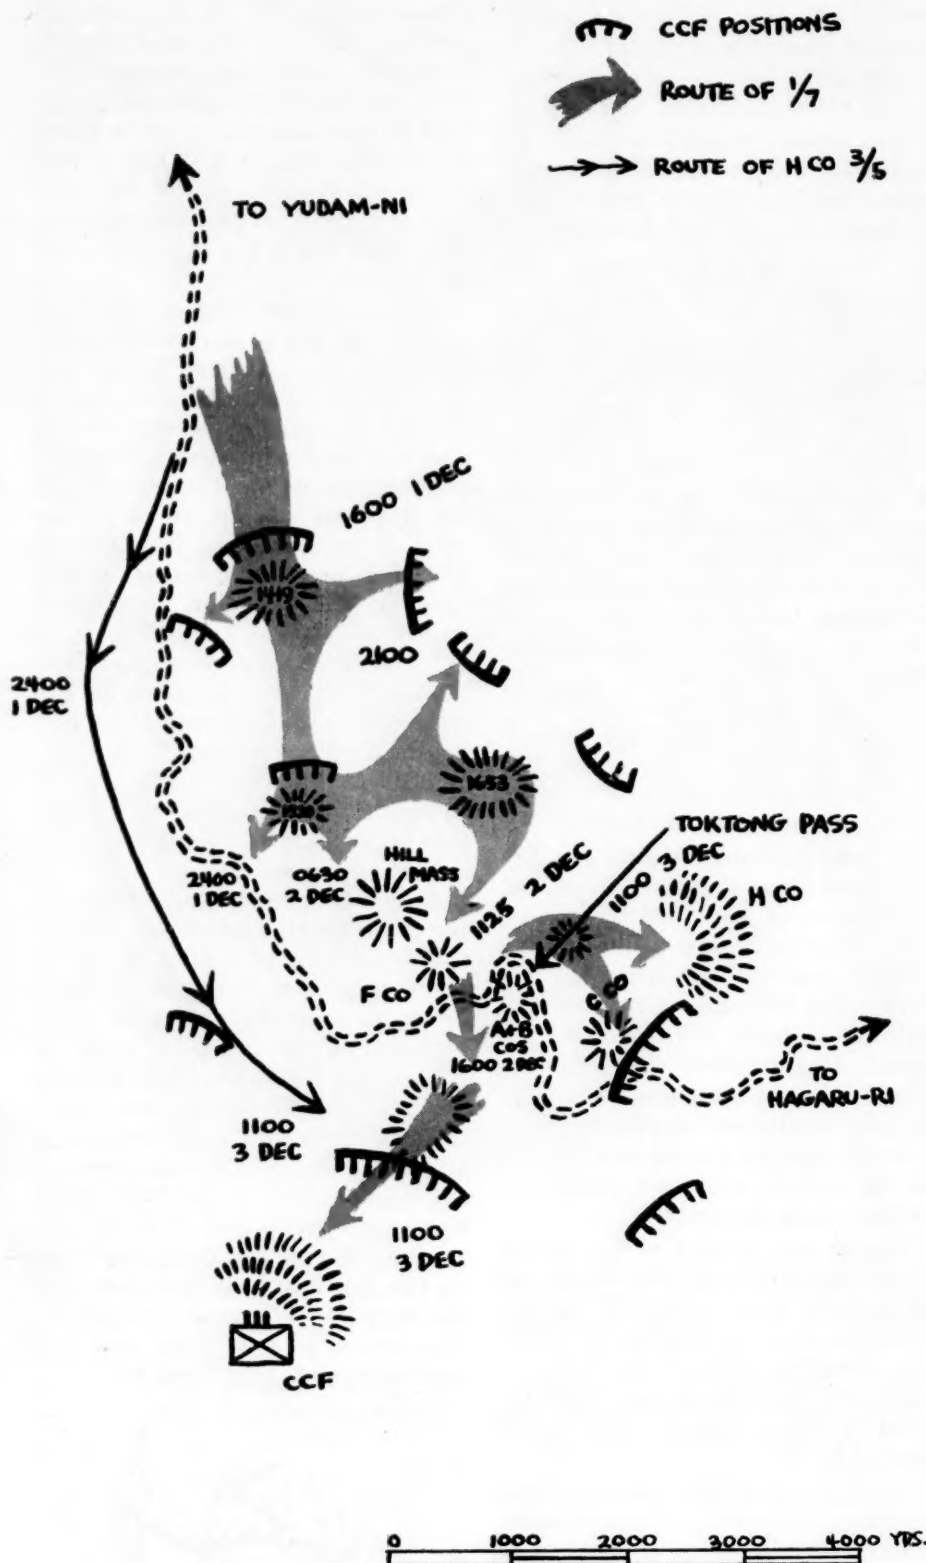 CCF POSITIONS
ROUTE OF 1/7
ROUTE OF H CO 3/5
TO YUDAM-NI
1600 1 DEC
1419
2100
2400
1 DEC
1653
TOKTONG PASS
2400
1 DEC
0630
2 DEC
HILL
MASS
1125 2 DEC
1100 3 DEC
H CO
F CO
C CO
A+B
COS
1600 2 DEC
TO
HAGARU-RI
1100
3 DEC
1100
3 DEC
CCF
0 1000 2000 3000 4000 YDS.